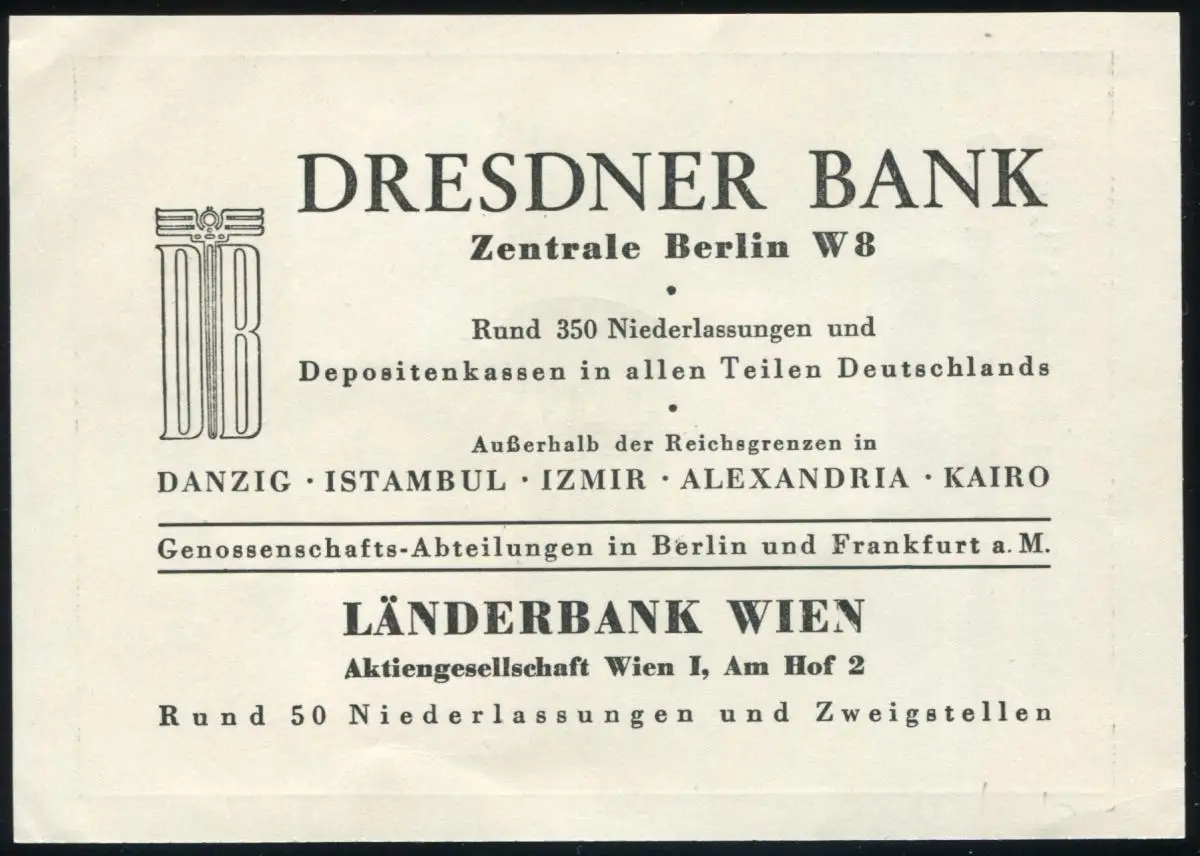 DRESDNER BANK
Zentrale Berlin W8
•
Rund 350 Niederlassungen und
Depositenkassen in allen Teilen Deutschlands
•
Außerhalb der Reichsgrenzen in
DANZIG · ISTAMBUL · IZMIR · ALEXANDRIA · KAIRO
Genossenschafts-Abteilungen in Berlin und Frankfurt a. M.
LÄNDERBANK WIEN
Aktiengesellschaft Wien I, Am Hof 2
Rund 50 Niederlassungen und Zweigstellen
DB